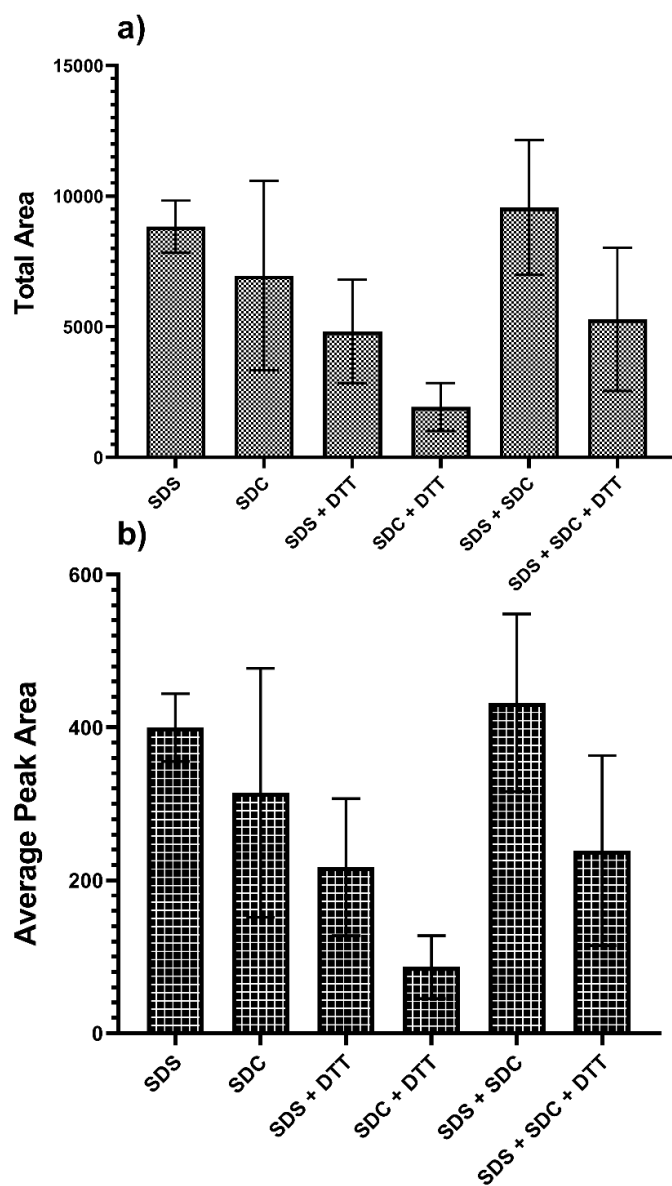 a)
15000
10000
5000
0
Total Area
SDS
SDC
SDS + DTT
SDC + DTT
SDS + SDC
SDS + SDC + DTT
b)
600
400
200
0
Average Peak Area
SDS
SDC
SDS + DTT
SDC + DTT
SDS + SDC
SDS + SDC + DTT